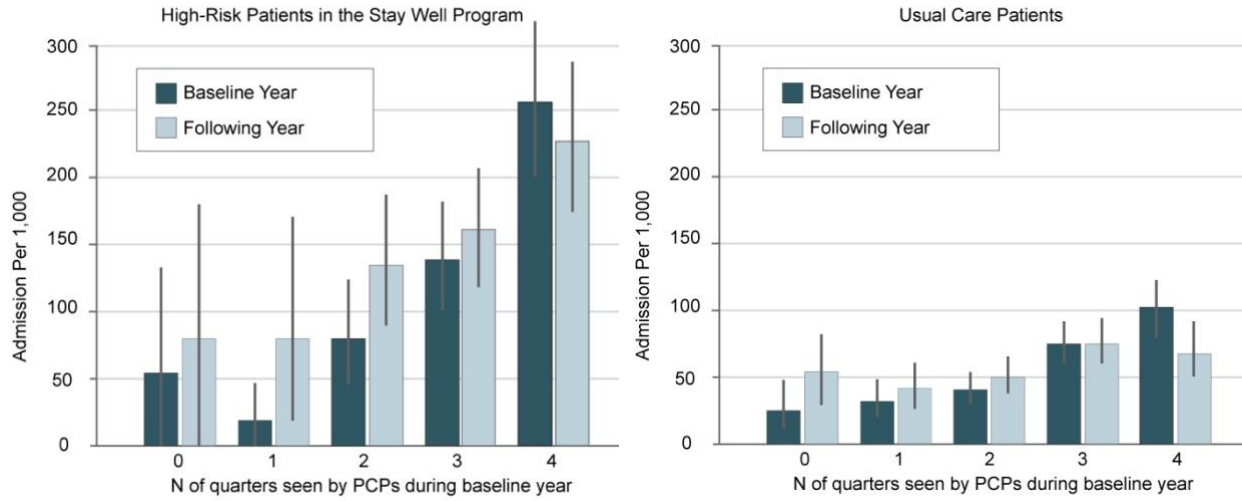 High-Risk Patients in the Stay Well Program
300
250
200
150
100
50
0
Admission Per 1,000
Baseline Year
Following Year
0 1 2 3 4
N of quarters seen by PCPs during baseline year
Usual Care Patients
300
250
200
150
100
50
0
Admission Per 1,000
Baseline Year
Following Year
0 1 2 3 4
N of quarters seen by PCPs during baseline year